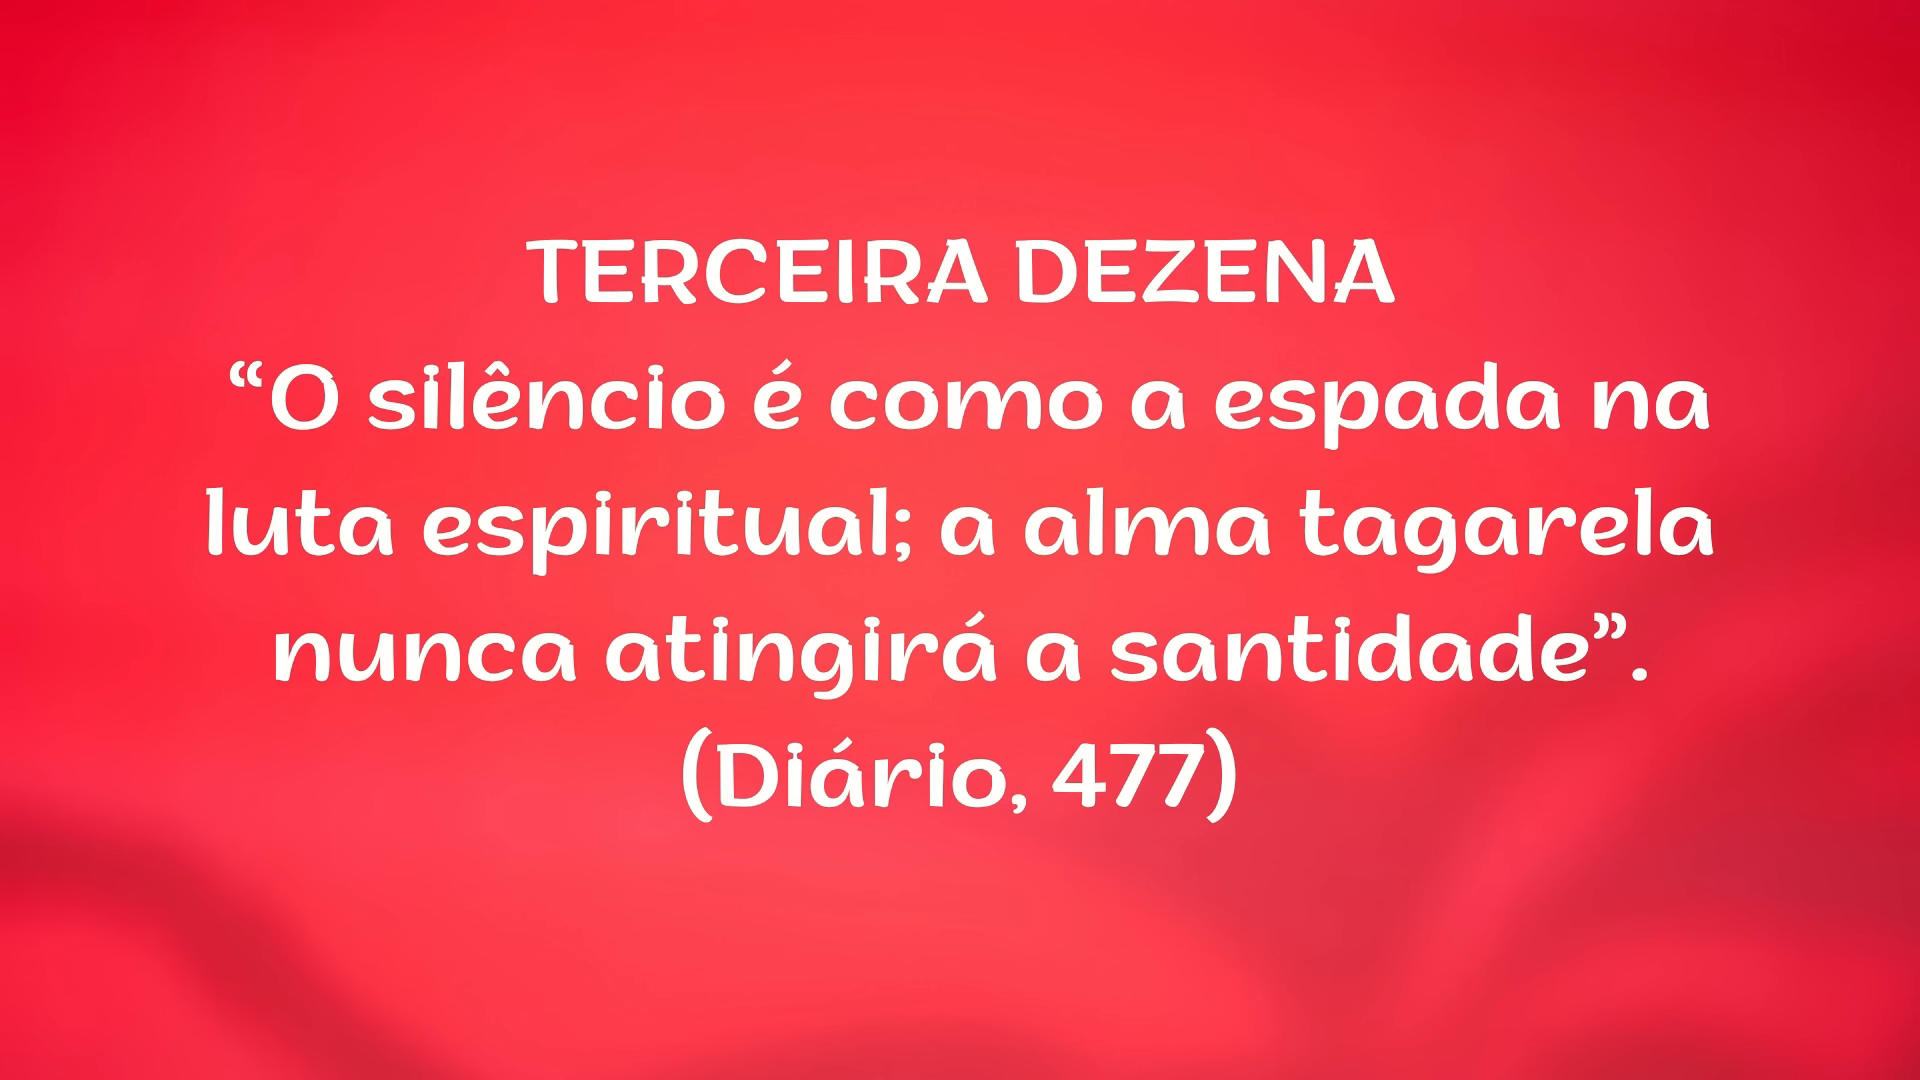 TERCEIRA DEZENA
“O silêncio é como a espada na
luta espiritual; a alma tagarela
nunca atingirá a santidade”.
(Diário, 477)